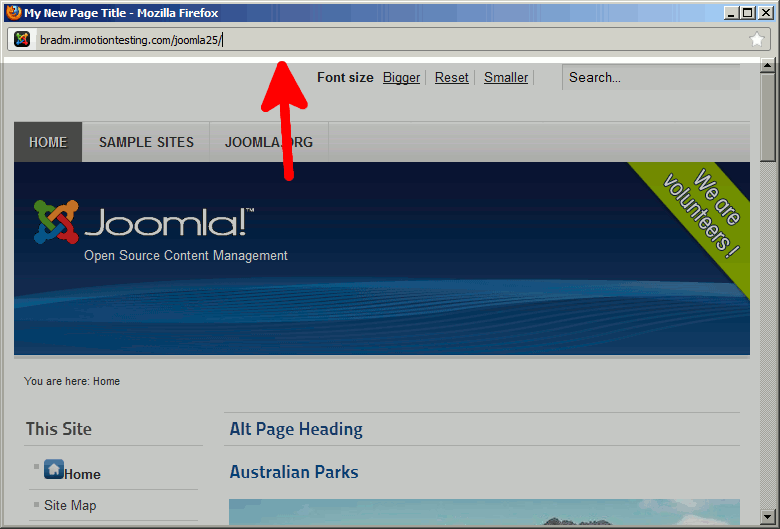 My New Page Title - Mozilla Firefox
bradm.inmotiontesting.com/joomla25/
Font size Bigger Reset Smaller Search...
HOME SAMPLE SITES JOOMLA.ORG
We are
volunteers !
Joomla!™
Open Source Content Management
You are here: Home
This Site
Home
Site Map
Alt Page Heading
Australian Parks